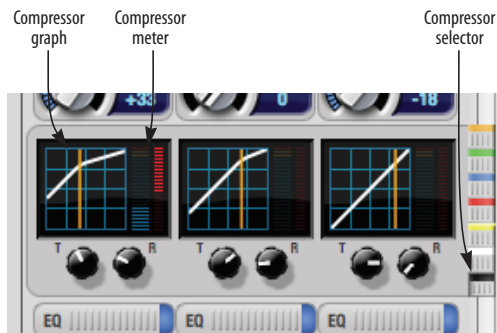 Compressor
graph
Compressor
meter
Compressor
selector
+33
0
-18
T R
T R
T R
EQ
EQ
EQ